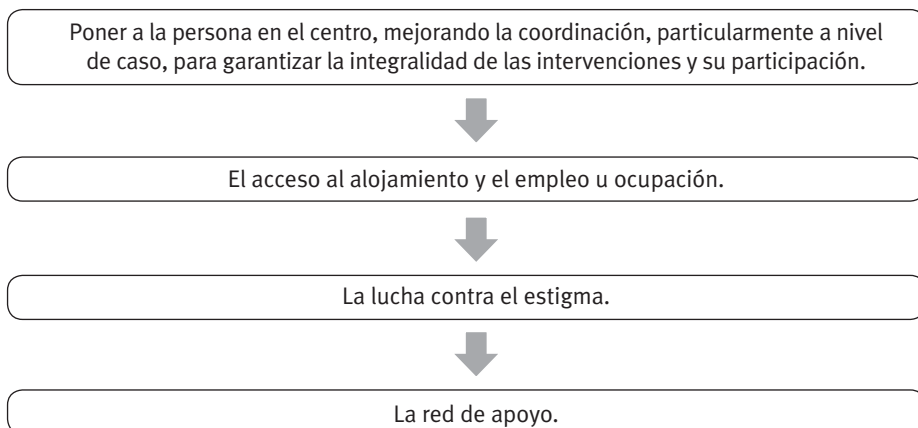 Poner a la persona en el centro, mejorando la coordinación, particularmente a nivel
de caso, para garantizar la integralidad de las intervenciones y su participación.
El acceso al alojamiento y el empleo u ocupación.
La lucha contra el estigma.
La red de apoyo.